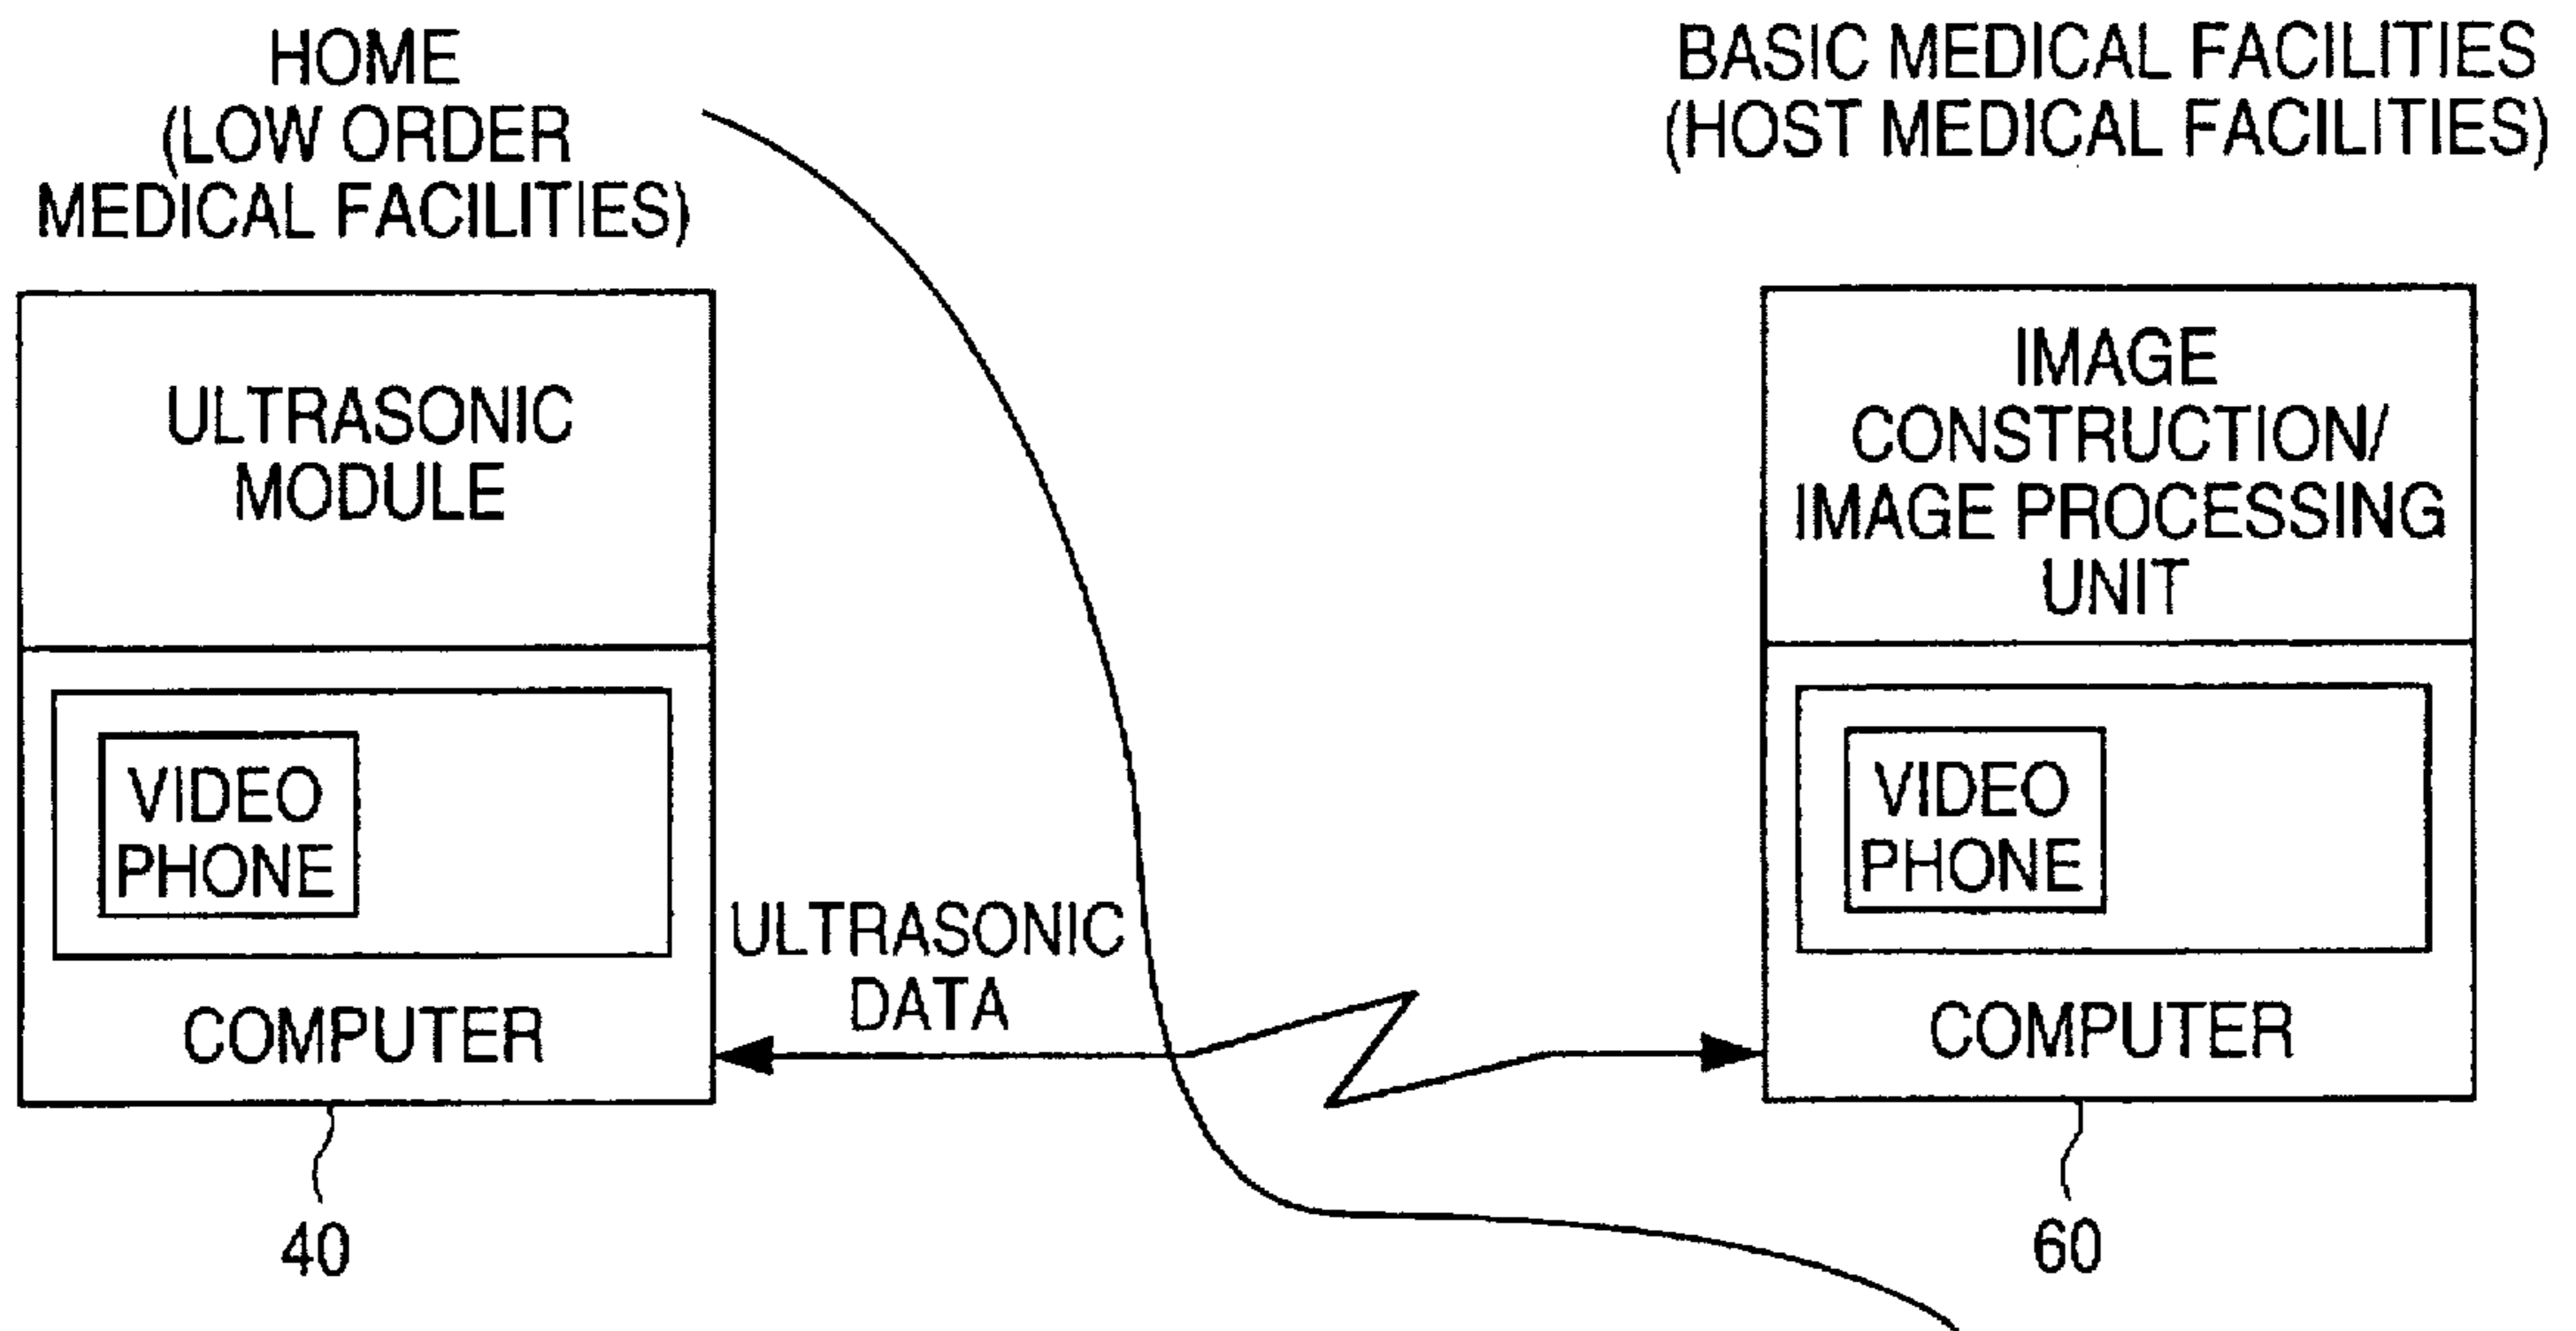 HOME
(LOW ORDER
MEDICAL FACILITIES)
ULTRASONIC
MODULE
VIDEO
PHONE
COMPUTER
40
ULTRASONIC
DATA
BASIC MEDICAL FACILITIES
(HOST MEDICAL FACILITIES)
IMAGE
CONSTRUCTION/
IMAGE PROCESSING
UNIT
VIDEO
PHONE
COMPUTER
60